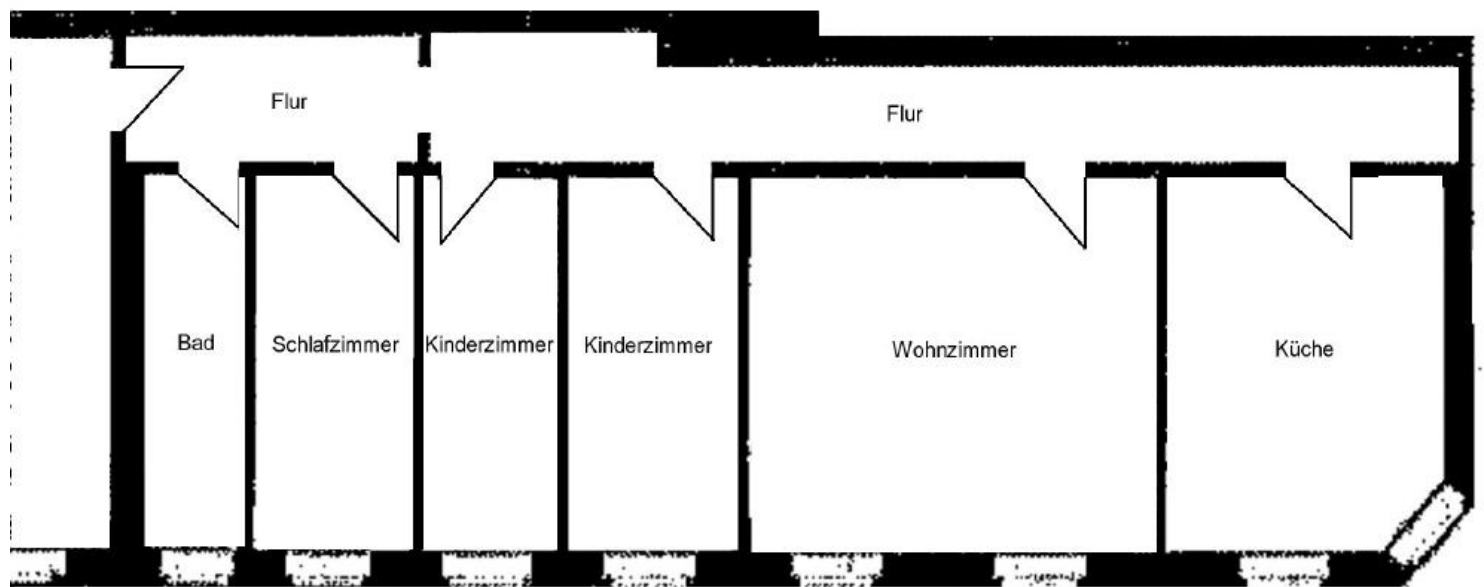 Flur
Flur
Bad
Schlafzimmer
Kinderzimmer
Kinderzimmer
Wohnzimmer
Küche